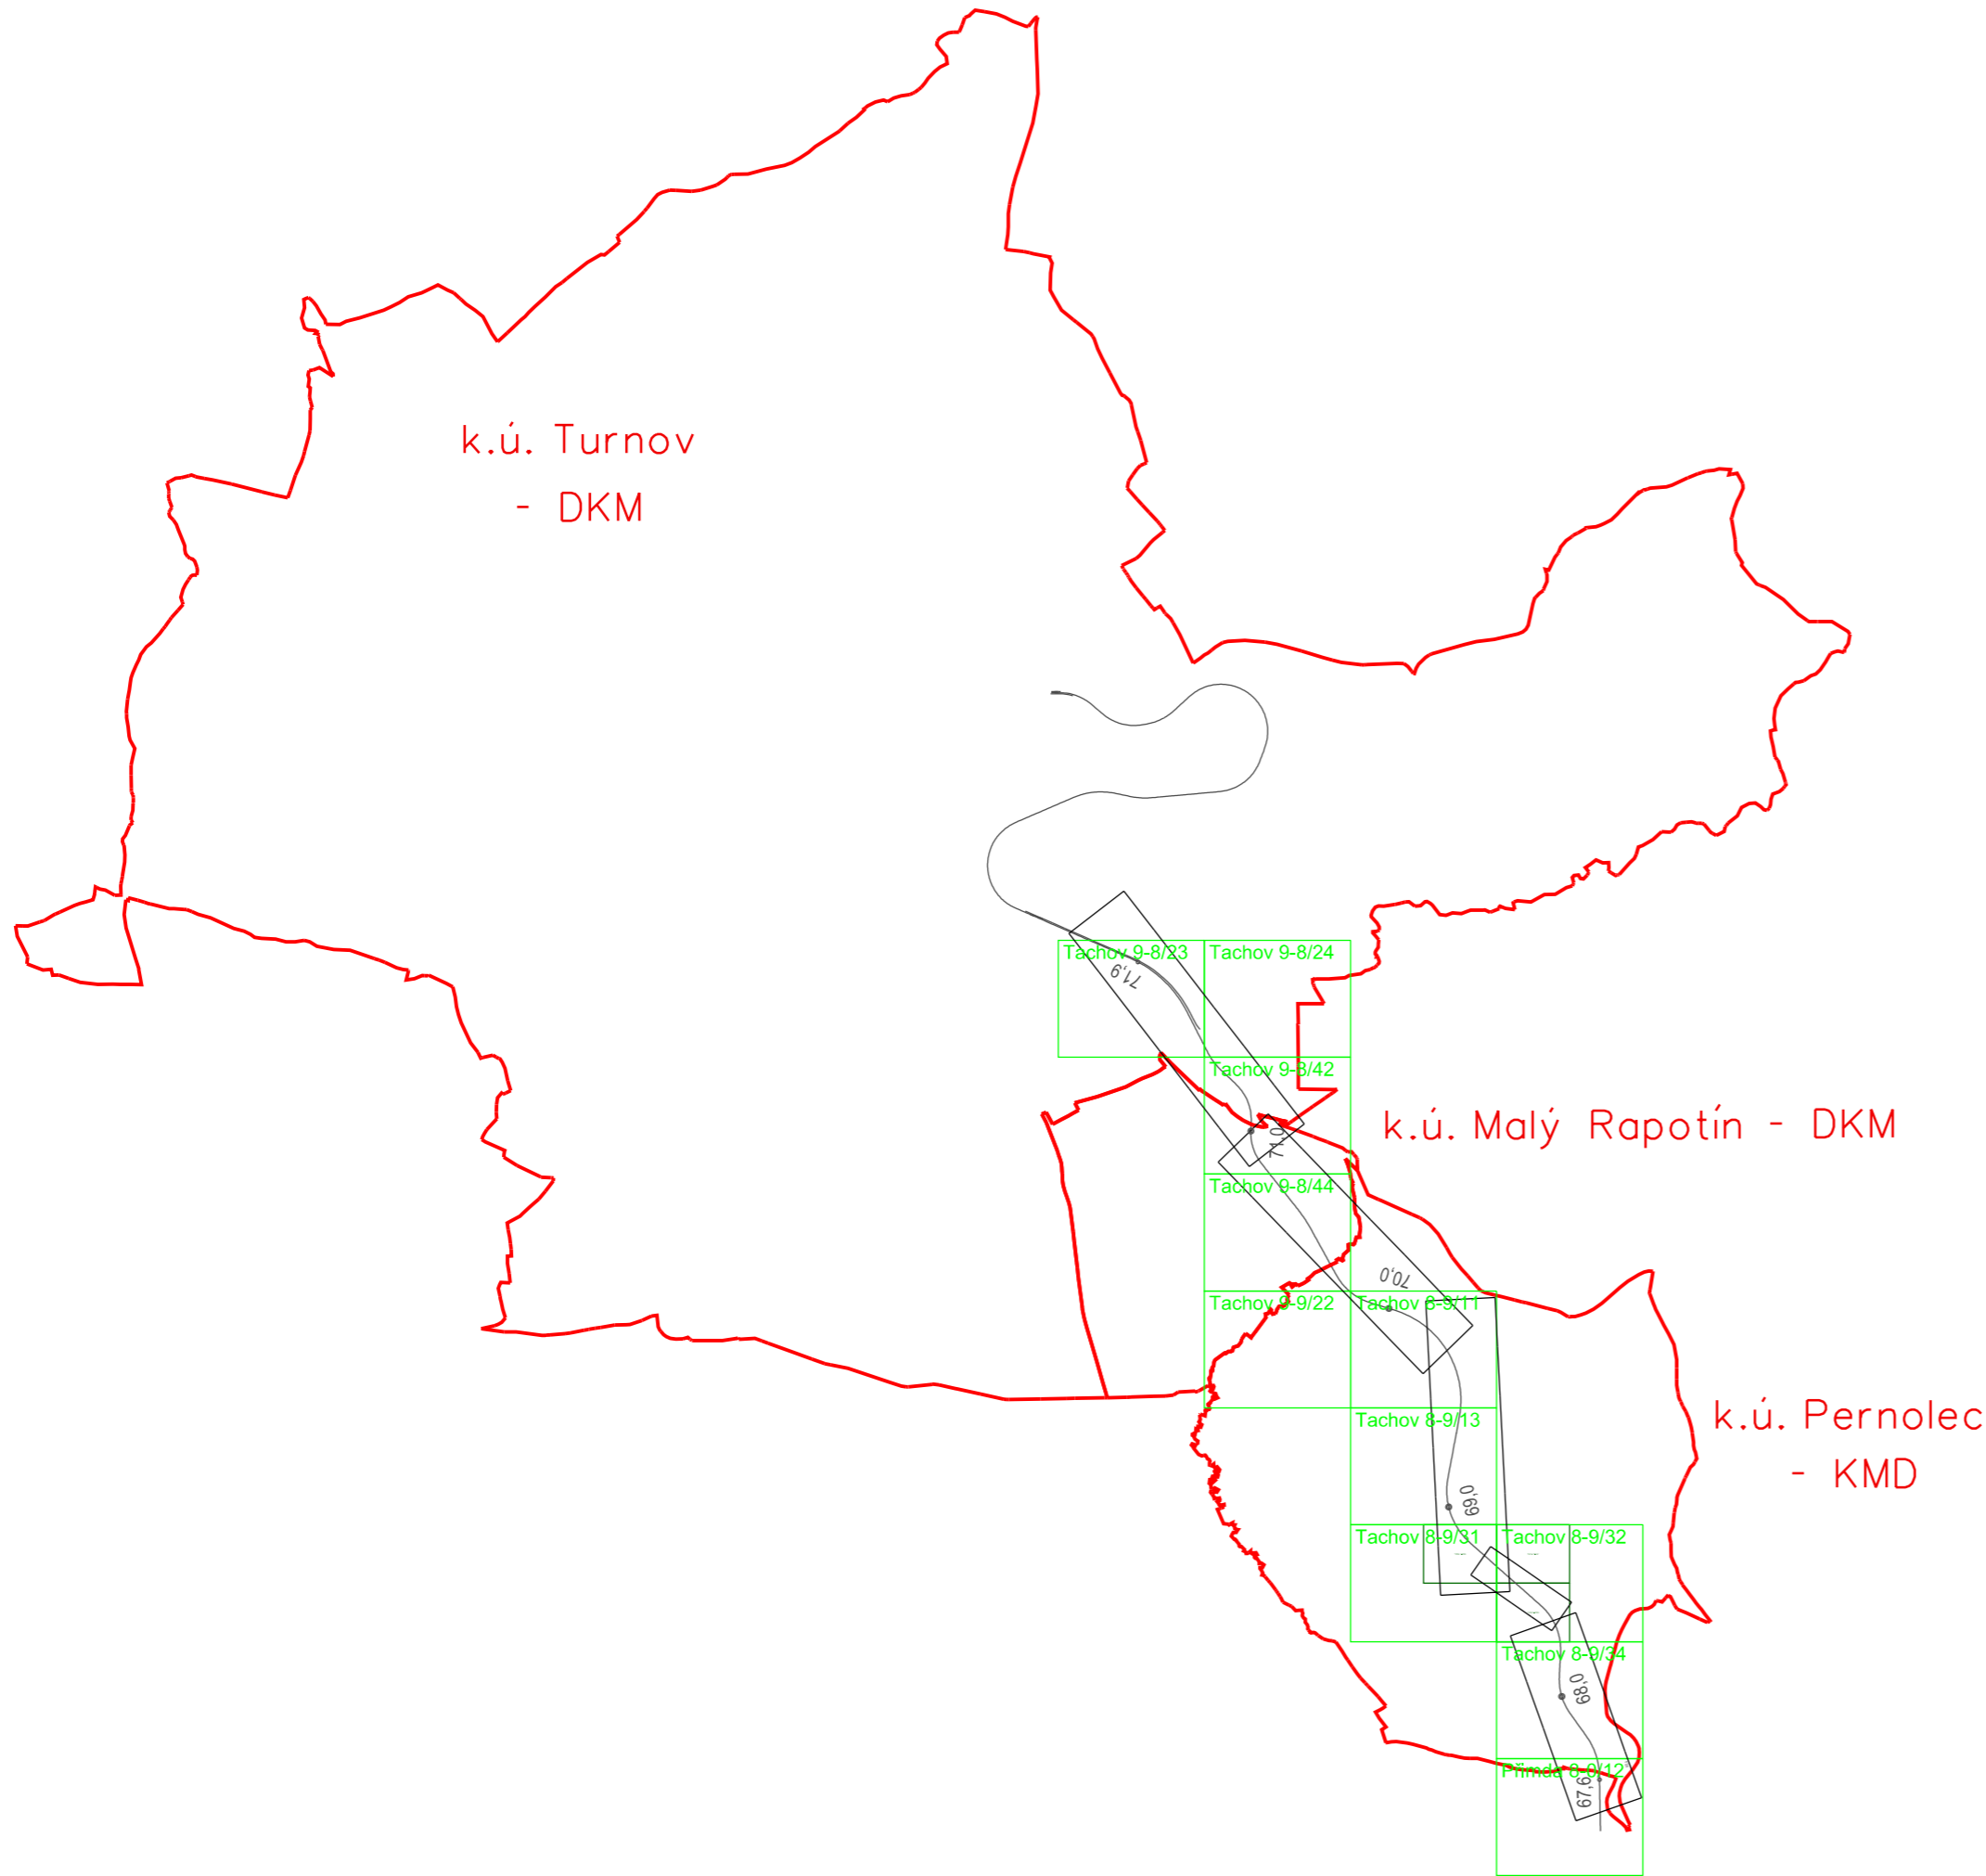 k.ú. Turnov
- DKM
Tachov 9-8/23
Tachov 9-8/24
71,9
Tachov 9-8/42
k.ú. Malý Rapotín - DKM
71,0
Tachov 9-8/44
70,0
Tachov 9-9/22
Tachov 8-9/11
k.ú. Pernolec
- KMD
Tachov 8-9/13
69,0
Tachov 8-9/31
Tachov 8-9/32
Tachov 8-9/34
68,0
Přimda 8-0/12
67,6